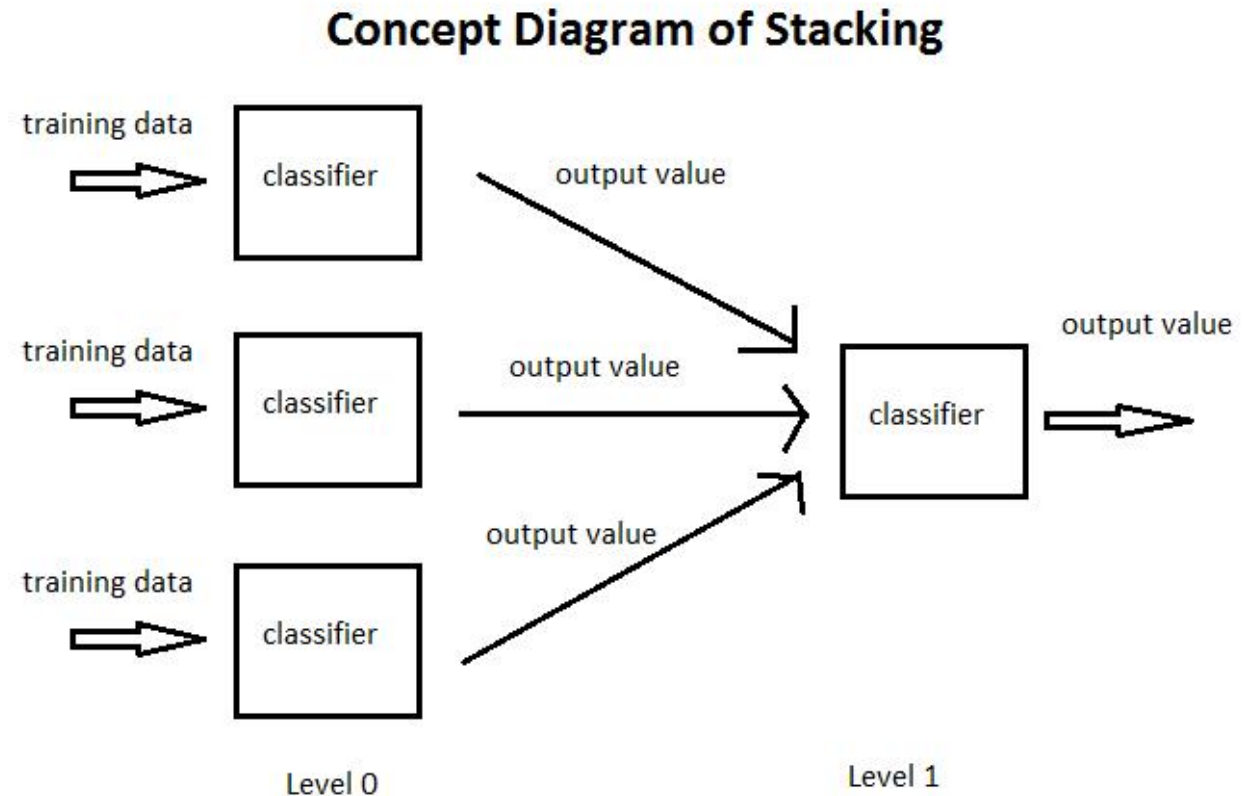 Concept Diagram of Stacking
training data
classifier
output value
training data
classifier
output value
output value
classifier
training data
classifier
output value
Level 0
Level 1